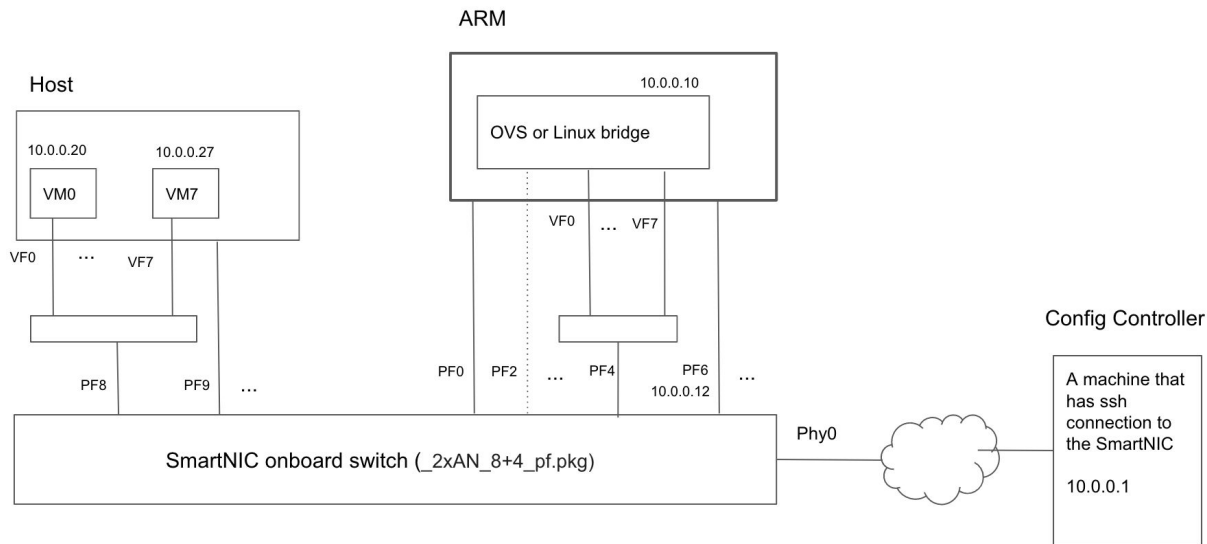 ARM
Host
10.0.0.10
OVS or Linux bridge
10.0.0.20
10.0.0.27
VM0
VM7
VF0
...
VF7
VF0
...
VF7
PF8
PF9
...
PF0
PF2
...
PF4
PF6
10.0.0.12
...
SmartNIC onboard switch (_2xAN_8+4_pf.pkg)
Phy0
Config Controller
A machine that
has ssh
connection to
the SmartNIC
10.0.0.1